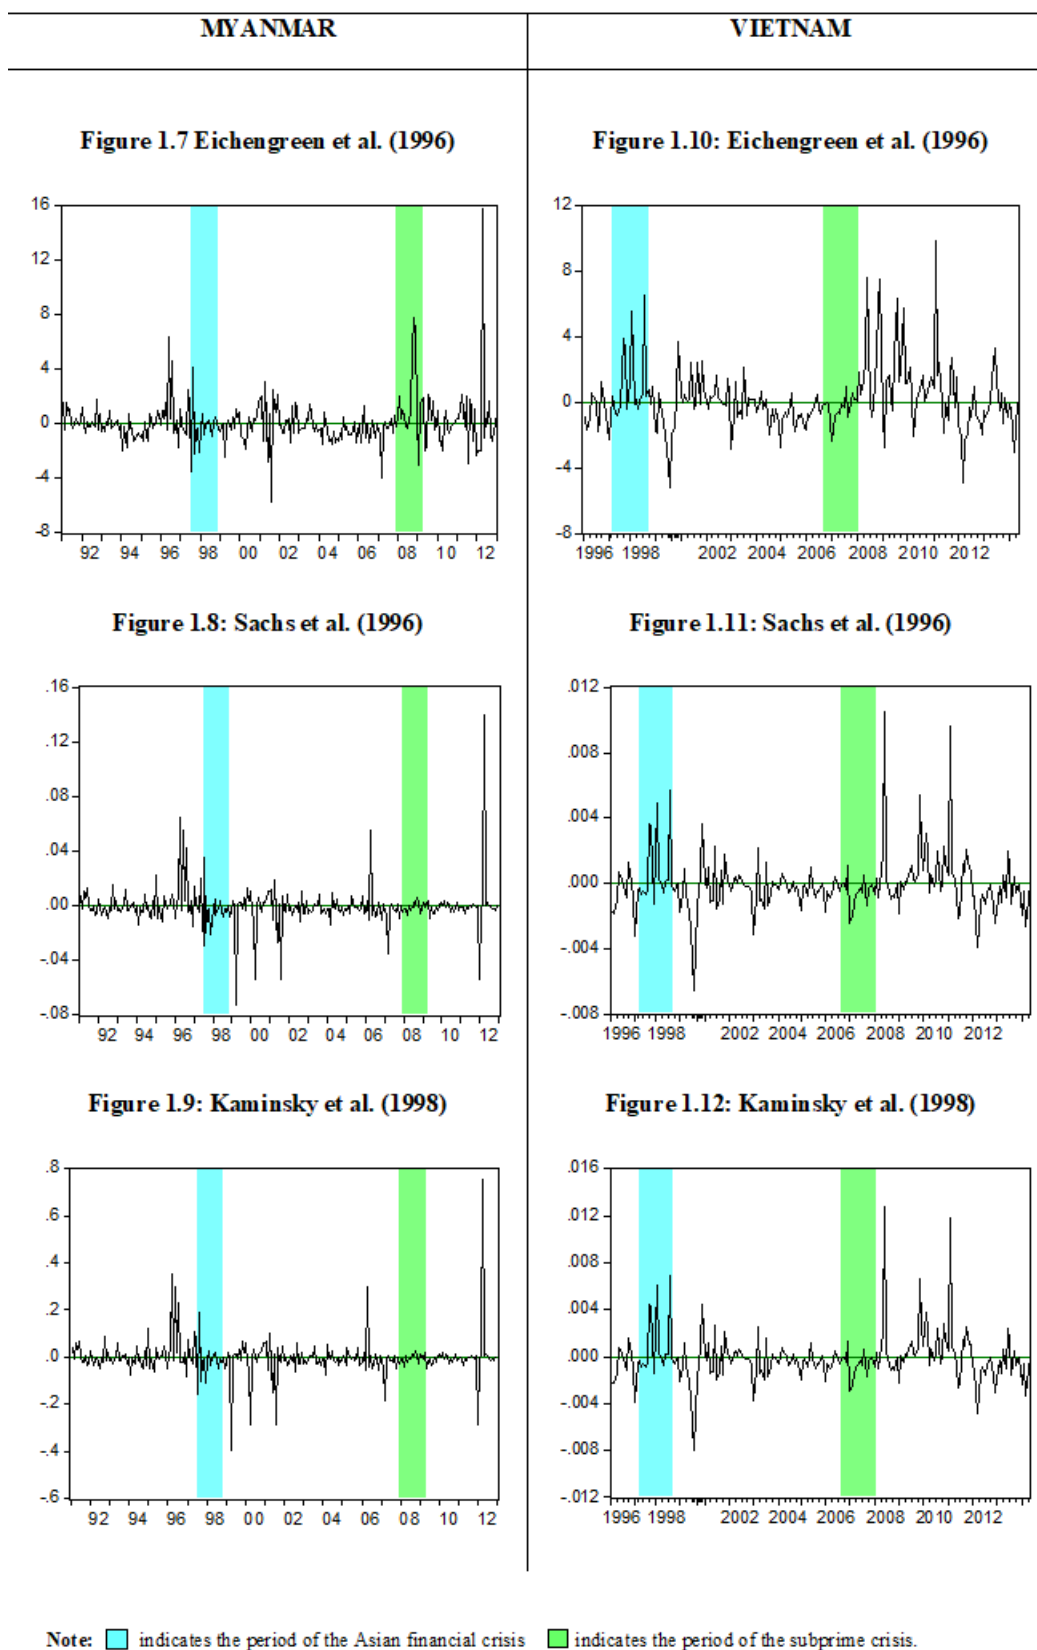 MYANMAR
VIETNAM
Figure 1.7 Eichengreen et al. (1996)
Figure 1.10: Eichengreen et al. (1996)
16
12
8
4
0
-4
-8
92 94 96 98 00 02 04 06 08 10 12
12
8
4
0
-4
-8
1996 1998 2002 2004 2006 2008 2010 2012
Figure 1.8: Sachs et al. (1996)
Figure 1.11: Sachs et al. (1996)
.16
.12
.08
.04
.00
-.04
-.08
92 94 96 98 00 02 04 06 08 10 12
.012
.008
.004
.000
-.004
-.008
1996 1998 2002 2004 2006 2008 2010 2012
Figure 1.9: Kaminsky et al. (1998)
Figure 1.12: Kaminsky et al. (1998)
.8
.6
.4
.2
.0
-.2
-.4
-.6
92 94 96 98 00 02 04 06 08 10 12
.016
.012
.008
.004
.000
-.004
-.008
-.012
1996 1998 2002 2004 2006 2008 2010 2012
Note: indicates the period of the Asian financial crisis indicates the period of the subprime crisis.